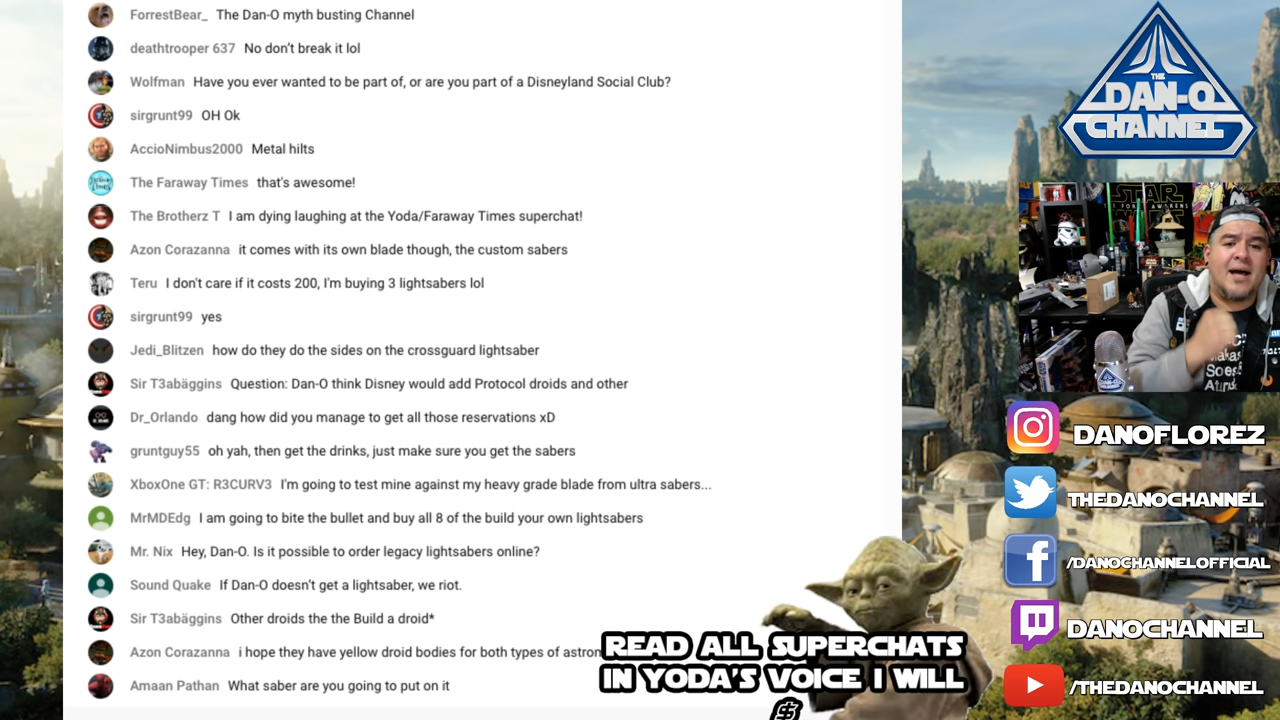 ForrestBear_ The Dan-O myth busting Channel
deathtrooper 637 No don't break it lol
Wolfman Have you ever wanted to be part of, or are you part of a Disneyland Social Club?
sirgrunt99 OH Ok
AccioNimbus2000 Metal hilts
The Faraway Times that's awesome!
The Brotherz T I am dying laughing at the Yoda/Faraway Times superchat!
Azon Corazanna it comes with its own blade though, the custom sabers
Teru I don't care if it costs 200, I'm buying 3 lightsabers lol
sirgrunt99 yes
Jedi_Blitzen how do they do the sides on the crossguard lightsaber
Sir T3abäggins Question: Dan-O think Disney would add Protocol droids and other
Dr_Orlando dang how did you manage to get all those reservations xD
gruntguy55 oh yah, then get the drinks, just make sure you get the sabers
XboxOne GT: R3CURV3 I'm going to test mine against my heavy grade blade from ultra sabers...
MrMDEdg I am going to bite the bullet and buy all 8 of the build your own lightsabers
Mr. Nix Hey, Dan-O. Is it possible to order legacy lightsabers online?
Sound Quake If Dan-O doesn't get a lightsaber, we riot.
Sir T3abäggins Other droids the the Build a droid*
Azon Corazanna i hope they have yellow droid bodies for both types of astrom
Amaan Pathan What saber are you going to put on it
READ ALL SUPERCHATS
IN YODA'S VOICE I WILL
$
THE
DAN-O
CHANNEL
STAR
WARS
DANOFLOREZ
THEDANOCHANNEL
/DANOCHANNELOFFICIAL
DANOCHANNEL
/THEDANOCHANNEL